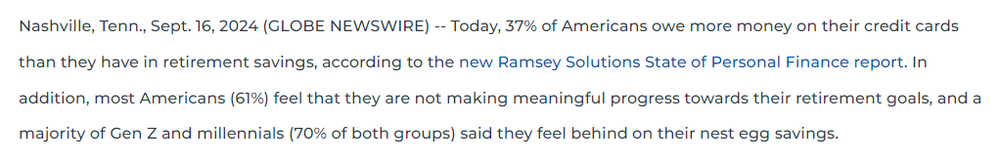 Nashville, Tenn., Sept. 16, 2024 (GLOBE NEWSWIRE) -- Today, 37% of Americans owe more money on their credit cards
than they have in retirement savings, according to the new Ramsey Solutions State of Personal Finance report. In
addition, most Americans (61%) feel that they are not making meaningful progress towards their retirement goals, and a
majority of Gen Z and millennials (70% of both groups) said they feel behind on their nest egg savings.